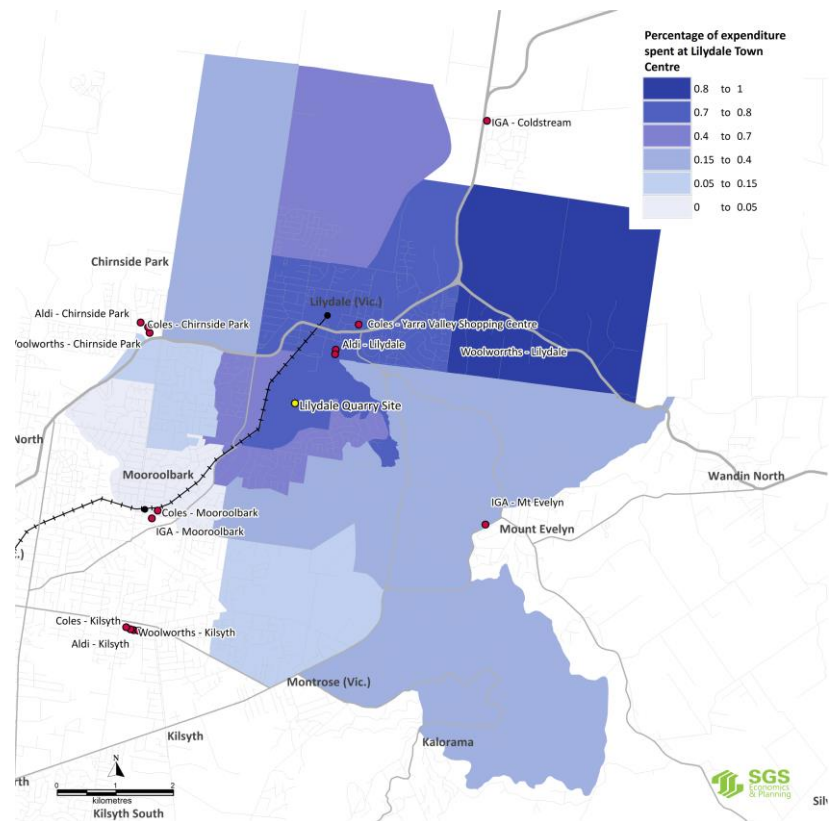 Percentage of expenditure
spent at Lilydale Town
Centre
0.8 to 1
0.7 to 0.8
0.4 to 0.7
0.15 to 0.4
0.05 to 0.15
0 to 0.05
IGA - Coldstream
Chirnside Park
Lilydale (Vic.)
Aldi - Chirnside Park
Coles - Chirnside Park
Coles - Yarra Valley Shopping Centre
Woolworths - Chirnside Park
Aldi - Lilydale
Woolworrths - Lilydale
Lilydale Quarry Site
North
Mooroolbark
Wandin North
Coles - Mooroolbark
IGA - Mt Evelyn
IGA - Mooroolbark
Mount Evelyn
.)
Coles - Kilsyth
Woolworths - Kilsyth
Aldi - Kilsyth
Montrose (Vic.)
Kilsyth
Kalorama
N
rth
0 1 2
kilometres
Kilsyth South
SGS
Economics
& Planning
Silv